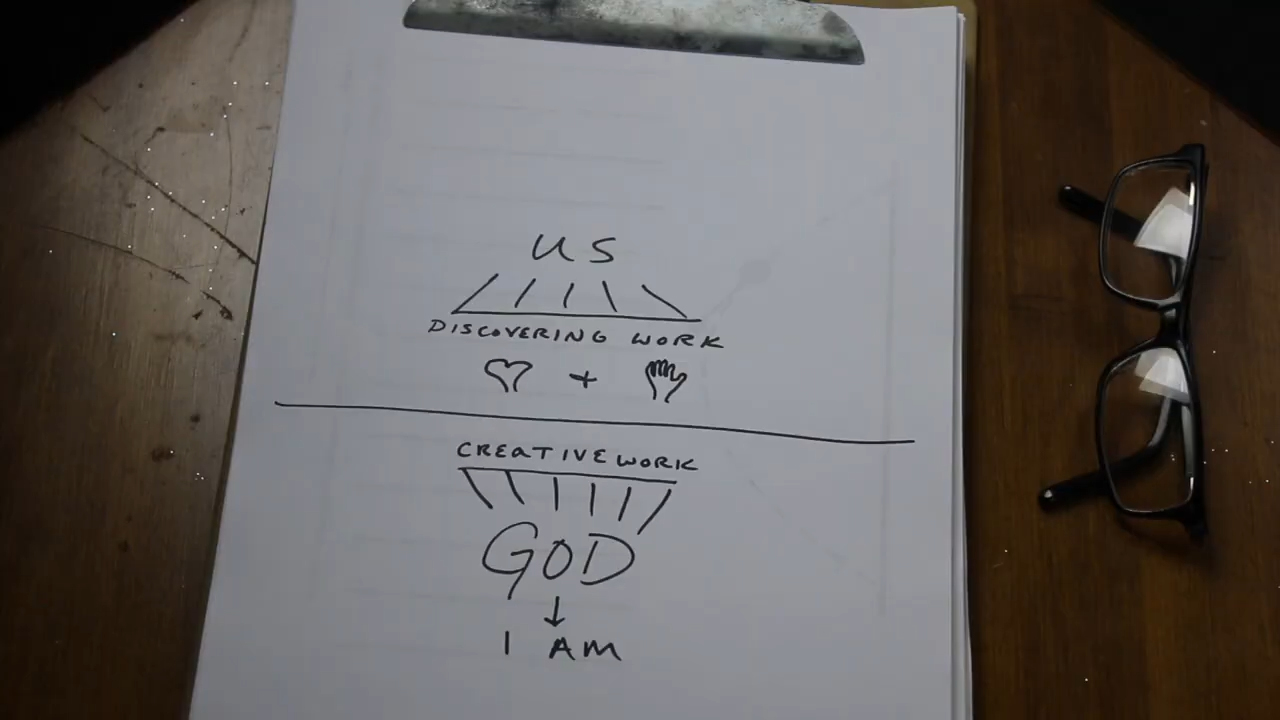 US
DISCOVERING WORK
+
CREATIVE WORK
GOD
I AM